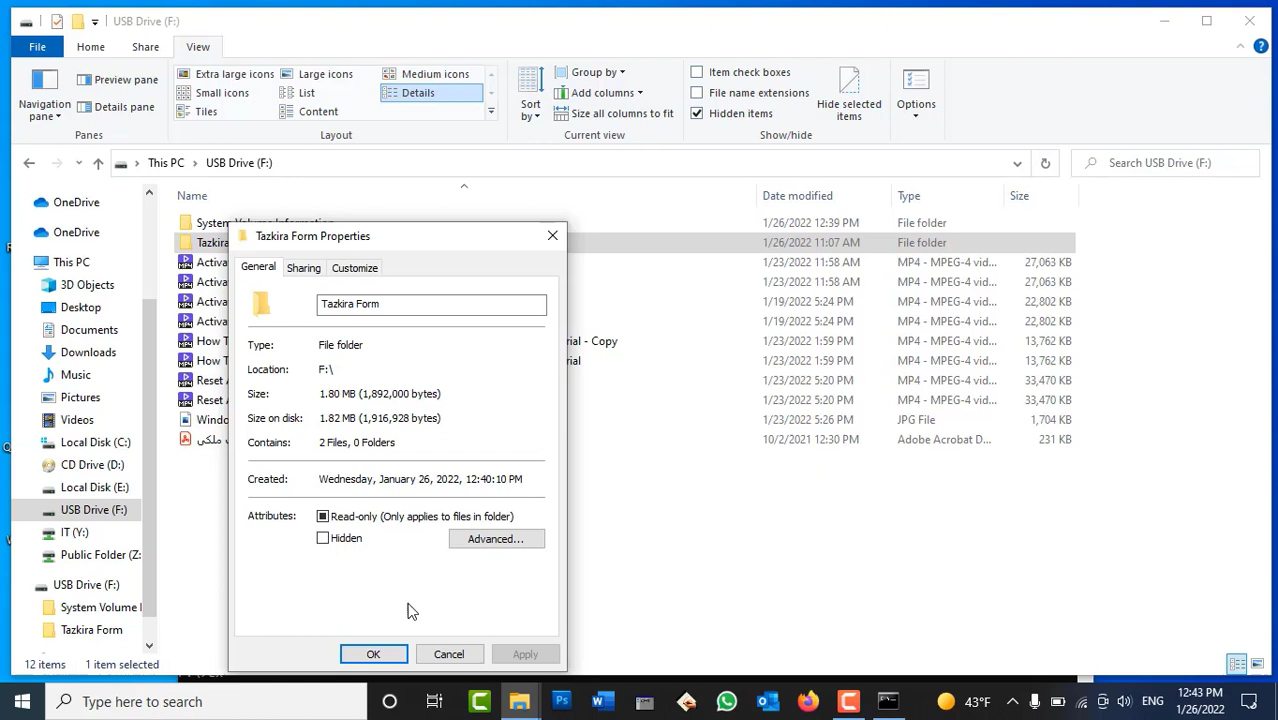 USB Drive (F:)
File Home Share View
Navigation pane
Preview pane
Details pane
Panes
Extra large icons Large icons Medium icons
Small icons List Details
Tiles Content
Layout
Sort by
Group by
Add columns
Size all columns to fit
Current view
Item check boxes
File name extensions
Hidden items
Hide selected items
Show/hide
Options
This PC > USB Drive (F:)
Search USB Drive (F:)
Name Date modified Type Size
OneDrive
OneDrive
This PC
3D Objects
Desktop
Documents
Downloads
Music
Pictures
Videos
Local Disk (C:)
CD Drive (D:)
Local Disk (E:)
USB Drive (F:)
IT (Y:)
Public Folder (Z:
USB Drive (F:)
System Volume I
Tazkira Form
System Volume Information 1/26/2022 12:39 PM File folder
Tazkira 1/26/2022 11:07 AM File folder
Activa 1/23/2022 11:58 AM MP4 - MPEG-4 vid... 27,063 KB
Activa 1/23/2022 11:58 AM MP4 - MPEG-4 vid... 27,063 KB
Activa 1/19/2022 5:24 PM MP4 - MPEG-4 vid... 22,802 KB
Activa 1/19/2022 5:24 PM MP4 - MPEG-4 vid... 22,802 KB
How T orial - Copy 1/23/2022 1:59 PM MP4 - MPEG-4 vid... 13,762 KB
How T orial 1/23/2022 1:59 PM MP4 - MPEG-4 vid... 13,762 KB
Reset A 1/23/2022 5:20 PM MP4 - MPEG-4 vid... 33,470 KB
Reset A 1/23/2022 5:20 PM MP4 - MPEG-4 vid... 33,470 KB
Windo 1/23/2022 5:26 PM JPG File 1,704 KB
ملکی 10/2/2021 12:30 PM Adobe Acrobat D... 231 KB
Tazkira Form Properties
General Sharing Customize
Tazkira Form
Type: File folder
Location: F:\
Size: 1.80 MB (1,892,000 bytes)
Size on disk: 1.82 MB (1,916,928 bytes)
Contains: 2 Files, 0 Folders
Created: Wednesday, January 26, 2022, 12:40:10 PM
Attributes: Read-only (Only applies to files in folder)
Hidden Advanced...
OK Cancel Apply
12 items 1 item selected
Type here to search
43°F
ENG
12:43 PM
1/26/2022